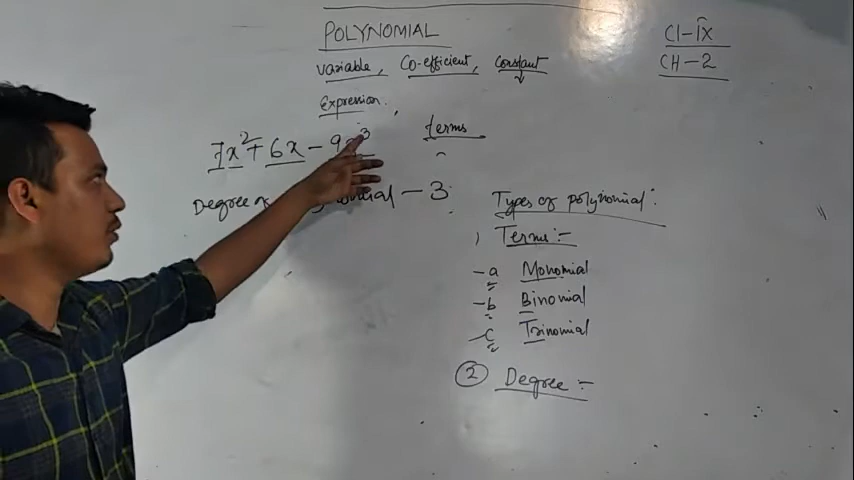 POLYNOMIAL
Cl-IX
CH-2
Variable, Co-efficient, Constant
Expression.
terms
7x² + 6x - 9 3
Degree - 3
Types of polynomial:
1) Terms:-
-a Monomial
-b Binomial
-c Trinomial
② Degree:-